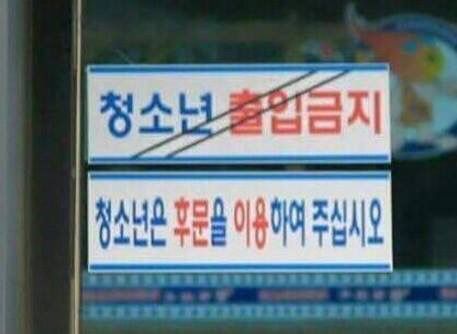 청소년 출입금지
청소년은 후문을 이용하여 주십시오